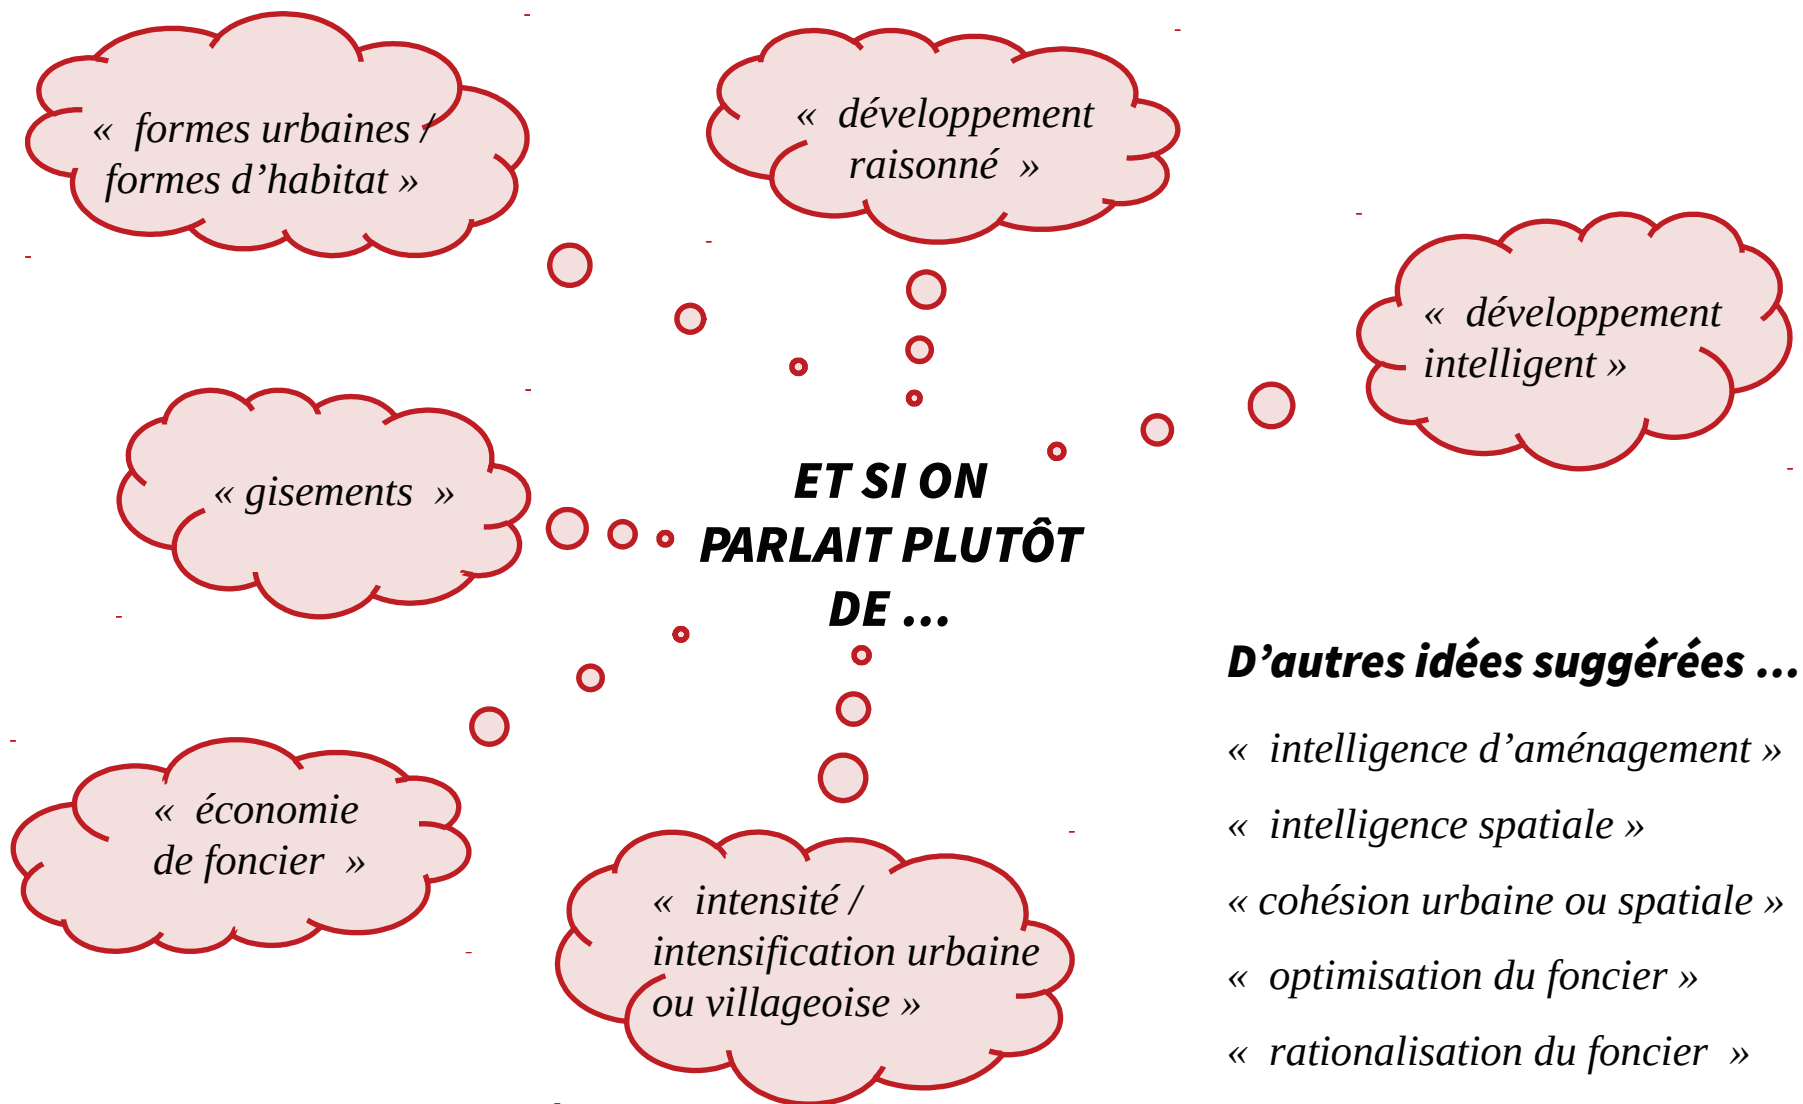 « formes urbaines /
formes d’habitat »
« développement
raisonné »
« développement
intelligent »
« gisements »
ET SI ON
PARLAIT PLUTÔT
DE ...
« économie
de foncier »
« intensité /
intensification urbaine
ou villageoise »
D’autres idées suggérées ...
« intelligence d’aménagement »
« intelligence spatiale »
« cohésion urbaine ou spatiale »
« optimisation du foncier »
« rationalisation du foncier »